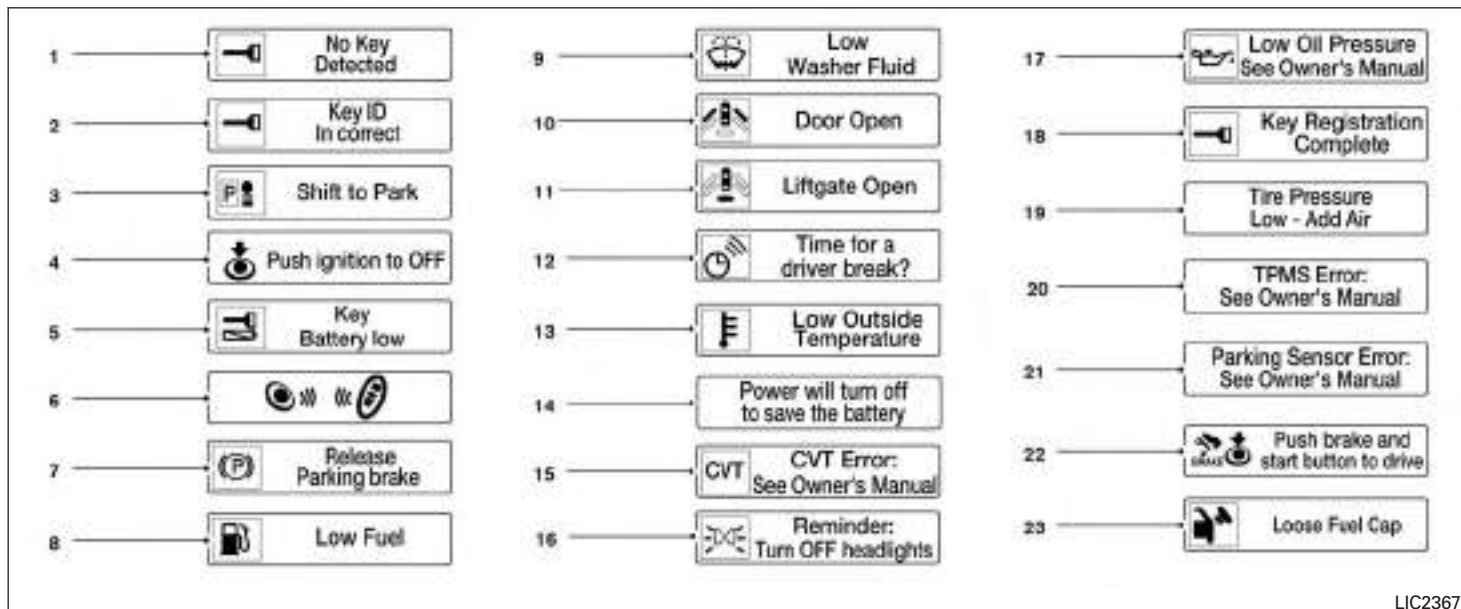 1
No Key
Detected
2
Key ID
In correct
3
P
Shift to Park
4
Push ignition to OFF
5
Key
Battery low
6
7
P
Release
Parking brake
8
Low Fuel
9
Low
Washer Fluid
10
Door Open
11
Liftgate Open
12
Time for a
driver break?
13
Low Outside
Temperature
14
Power will turn off
to save the battery
15
CVT
CVT Error:
See Owner's Manual
16
Reminder:
Turn OFF headlights
17
Low Oil Pressure
See Owner's Manual
18
Key Registration
Complete
19
Tire Pressure
Low - Add Air
20
TPMS Error:
See Owner's Manual
21
Parking Sensor Error:
See Owner's Manual
22
BRAKE
Push brake and
start button to drive
23
Loose Fuel Cap
LIC2367